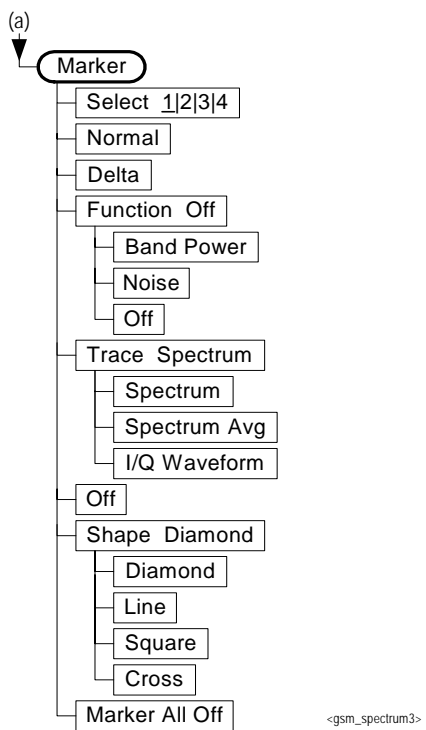 (a)
Marker
Select 1|2|3|4
Normal
Delta
Function Off
Band Power
Noise
Off
Trace Spectrum
Spectrum
Spectrum Avg
I/Q Waveform
Off
Shape Diamond
Diamond
Line
Square
Cross
Marker All Off
<gsm_spectrum3>